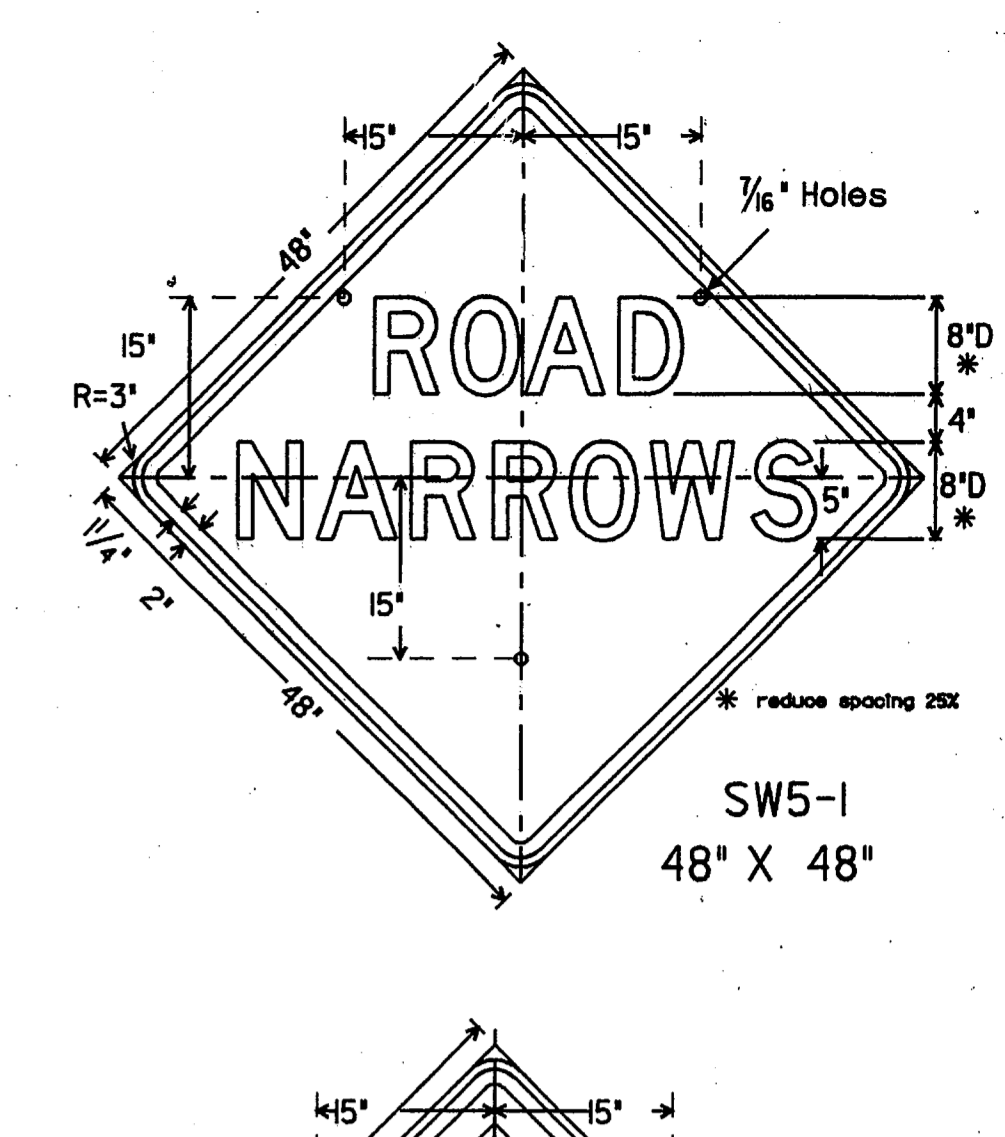 15" 15"
7/16" Holes
48"
15"
8"D
*
R=3"
ROAD
4"
NARROWS
8"D
*
5"
1 1/4"
2"
15"
48"
* reduce spacing 25%
SW5-1
48" X 48"
15" 15"